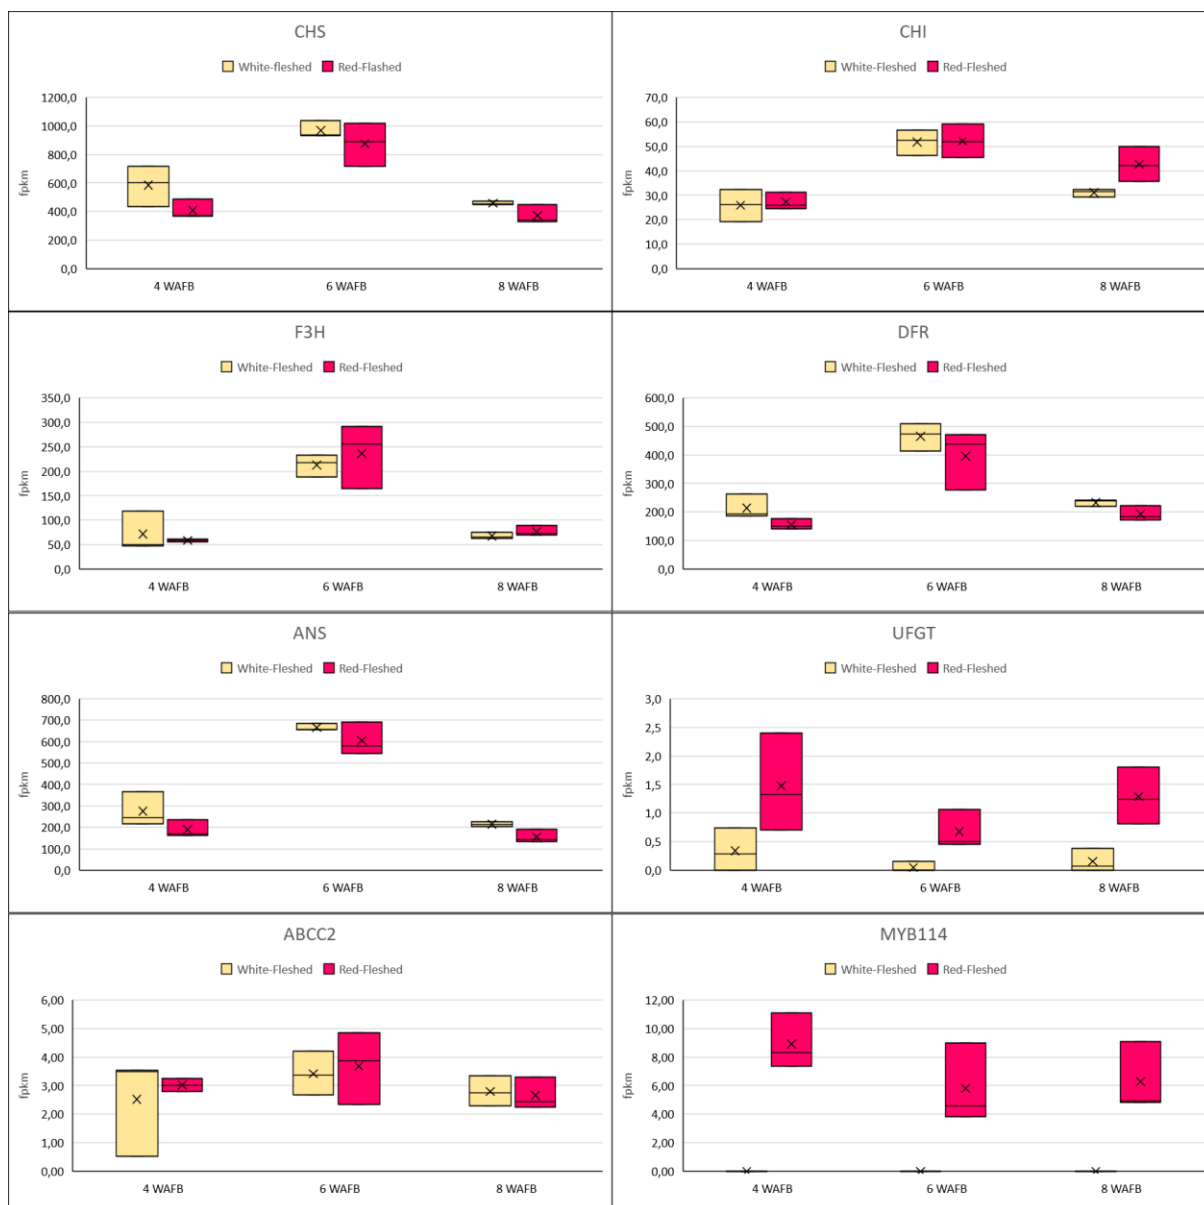 CHS
White-fleshed Red-Flashed
1200,0
1000,0
800,0
600,0
400,0
200,0
0,0
fpkm
4 WAFB 6 WAFB 8 WAFB
CHI
White-Fleshed Red-Fleshed
70,0
60,0
50,0
40,0
30,0
20,0
10,0
0,0
fpkm
4 WAFB 6 WAFB 8 WAFB
F3H
White-Fleshed Red-Fleshed
350,0
300,0
250,0
200,0
150,0
100,0
50,0
0,0
fpkm
4 WAFB 6 WAFB 8 WAFB
DFR
White-Fleshed Red-Fleshed
600,0
500,0
400,0
300,0
200,0
100,0
0,0
fpkm
4 WAFB 6 WAFB 8 WAFB
ANS
White-Fleshed Red-Fleshed
800,0
700,0
600,0
500,0
400,0
300,0
200,0
100,0
0,0
fpkm
4 WAFB 6 WAFB 8 WAFB
UFGT
White-Fleshed Red-Fleshed
3,0
2,5
2,0
1,5
1,0
0,5
0,0
fpkm
4 WAFB 6 WAFB 8 WAFB
ABCC2
White-Fleshed Red-Fleshed
6,00
5,00
4,00
3,00
2,00
1,00
0,00
fpkm
4 WAFB 6 WAFB 8 WAFB
MYB114
White-Fleshed Red-Fleshed
12,00
10,00
8,00
6,00
4,00
2,00
0,00
fpkm
4 WAFB 6 WAFB 8 WAFB